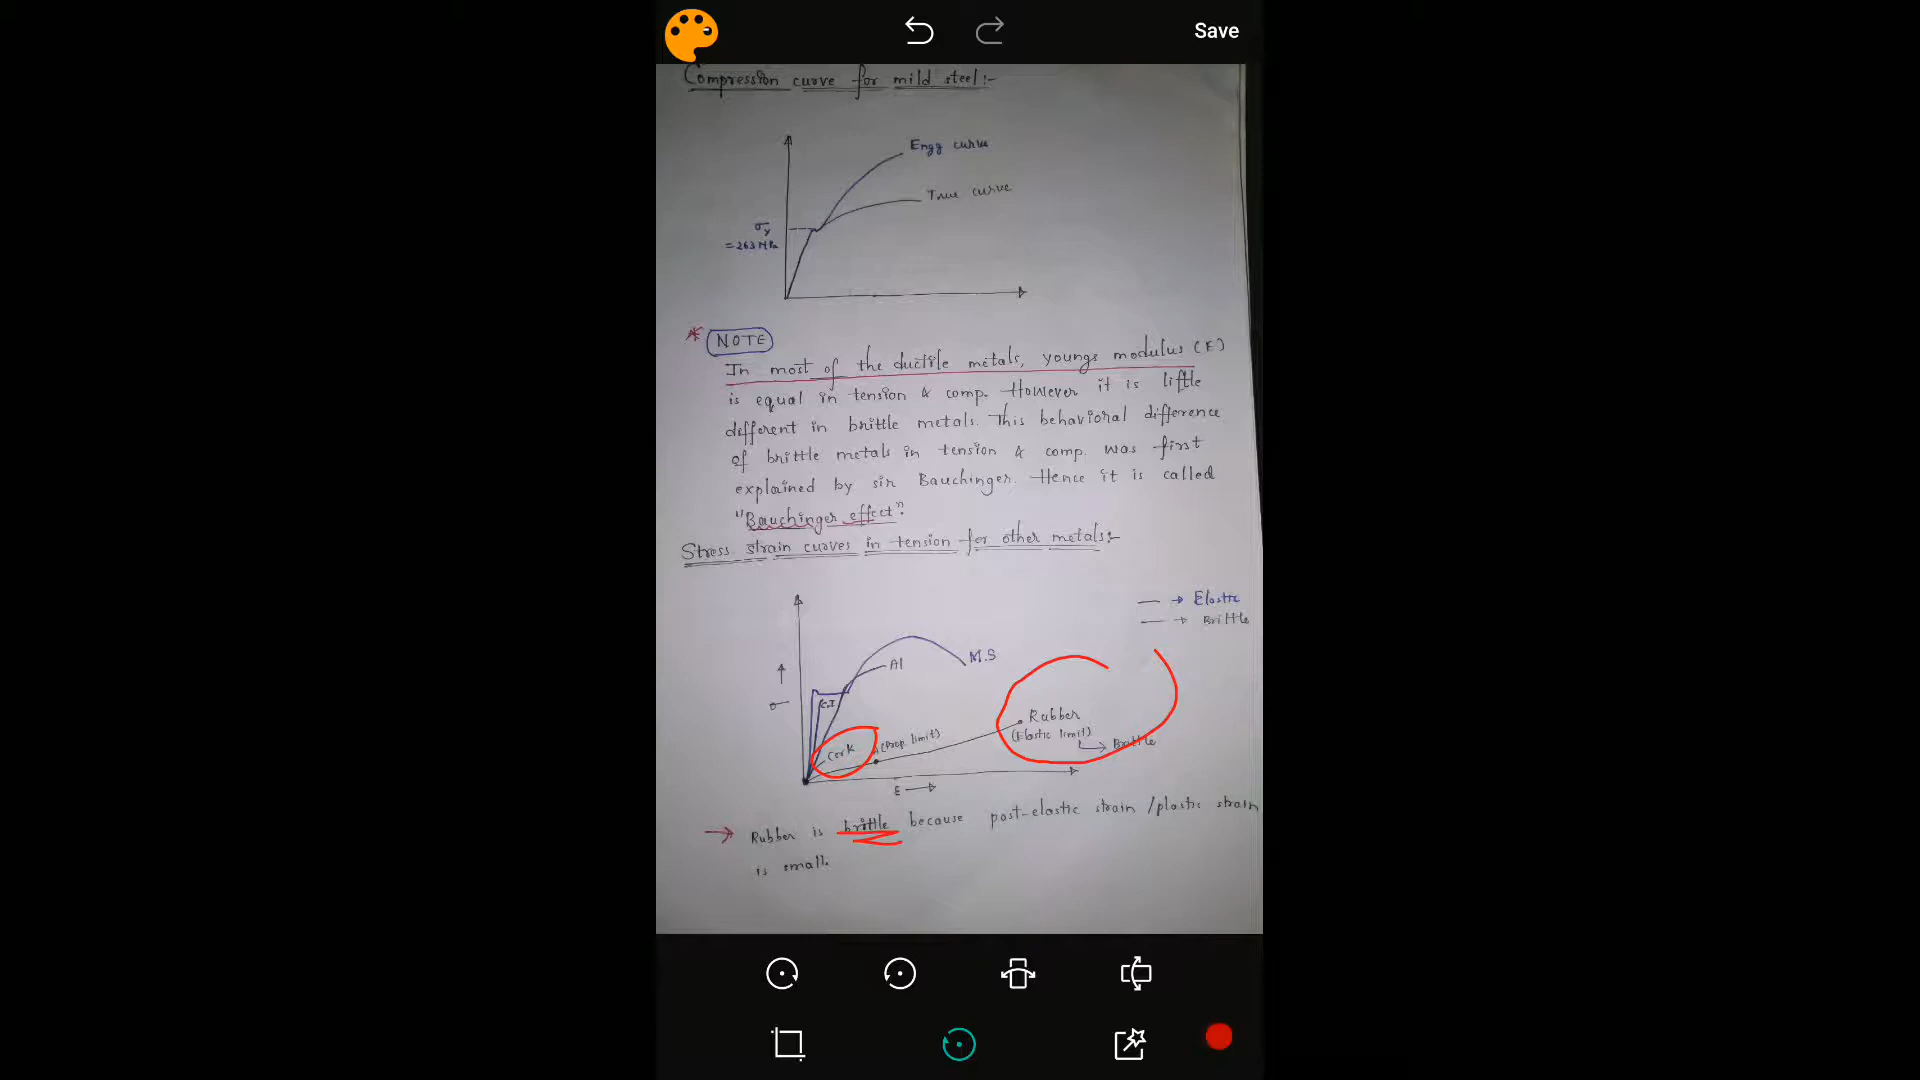 Save
Compression curve for mild steel:-
Engg curve
True curve
σy
= 263 MPa
* NOTE
In most of the ductile metals, youngs modulus (E)
is equal in tension & comp. However it is little
different in brittle metals. This behavioral difference
of brittle metals in tension & comp. was first
explained by sir Bauchinger. Hence it is called
"Bauchinger effect".
Stress strain curves in tension for other metals:-
→ Elastic
→ Brittle
M.S
Al
σ
C.I
Rubber
(Elastic limit)
Brittle
Cork
(Prop. limit)
ε →
→ Rubber is brittle because post-elastic strain /plastic strain
is small.